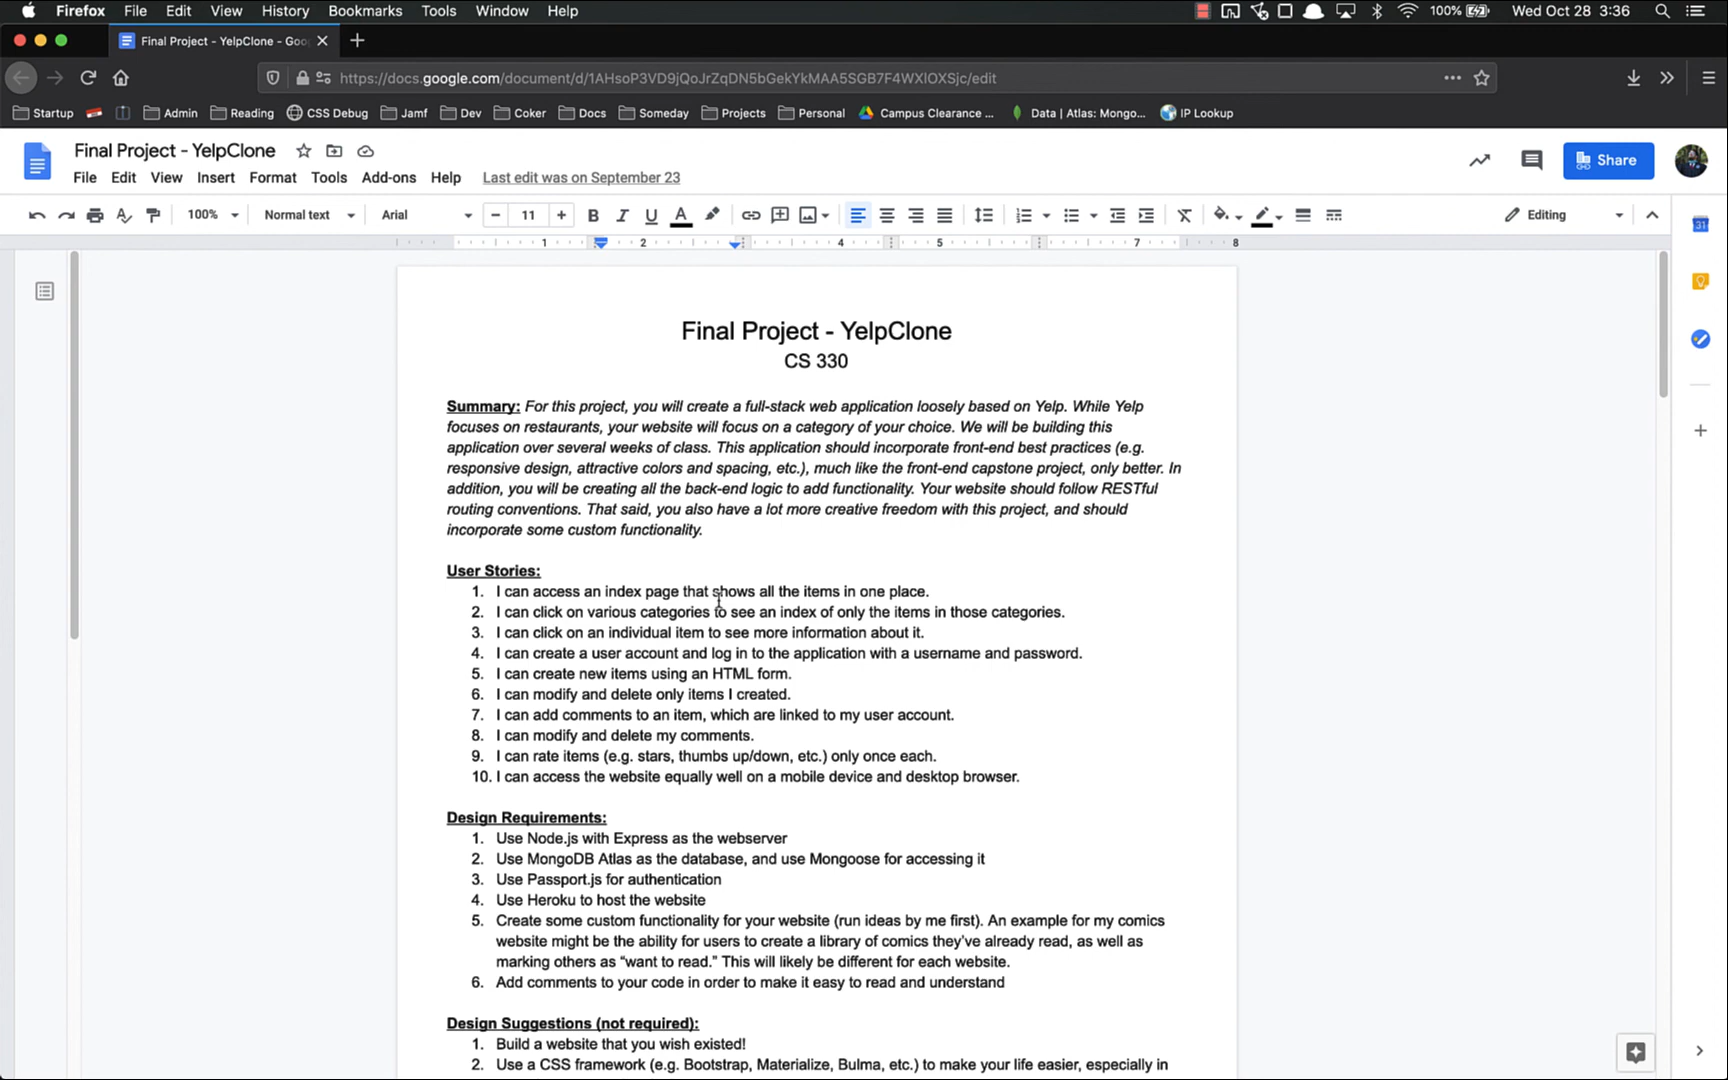 Firefox File Edit View History Bookmarks Tools Window Help 100% Wed Oct 28 3:36
Final Project - YelpClone - Goo
https://docs.google.com/document/d/1AHsoP3VD9jQoJrZqDN5bGekYkMAA5SGB7F4WXIOXSjc/edit
Startup Admin Reading CSS Debug Jamf Dev Coker Docs Someday Projects Personal Campus Clearance ... Data | Atlas: Mongo... IP Lookup
Final Project - YelpClone
Share
File Edit View Insert Format Tools Add-ons Help Last edit was on September 23
100% Normal text Arial 11 B I U A Editing
1 2 4 5 7 8
31
Final Project - YelpClone
CS 330
Summary: For this project, you will create a full-stack web application loosely based on Yelp. While Yelp
focuses on restaurants, your website will focus on a category of your choice. We will be building this
application over several weeks of class. This application should incorporate front-end best practices (e.g.
responsive design, attractive colors and spacing, etc.), much like the front-end capstone project, only better. In
addition, you will be creating all the back-end logic to add functionality. Your website should follow RESTful
routing conventions. That said, you also have a lot more creative freedom with this project, and should
incorporate some custom functionality.
User Stories:
1. I can access an index page that shows all the items in one place.
2. I can click on various categories to see an index of only the items in those categories.
3. I can click on an individual item to see more information about it.
4. I can create a user account and log in to the application with a username and password.
5. I can create new items using an HTML form.
6. I can modify and delete only items I created.
7. I can add comments to an item, which are linked to my user account.
8. I can modify and delete my comments.
9. I can rate items (e.g. stars, thumbs up/down, etc.) only once each.
10. I can access the website equally well on a mobile device and desktop browser.
Design Requirements:
1. Use Node.js with Express as the webserver
2. Use MongoDB Atlas as the database, and use Mongoose for accessing it
3. Use Passport.js for authentication
4. Use Heroku to host the website
5. Create some custom functionality for your website (run ideas by me first). An example for my comics
website might be the ability for users to create a library of comics they've already read, as well as
marking others as “want to read.” This will likely be different for each website.
6. Add comments to your code in order to make it easy to read and understand
Design Suggestions (not required):
1. Build a website that you wish existed!
2. Use a CSS framework (e.g. Bootstrap, Materialize, Bulma, etc.) to make your life easier, especially in